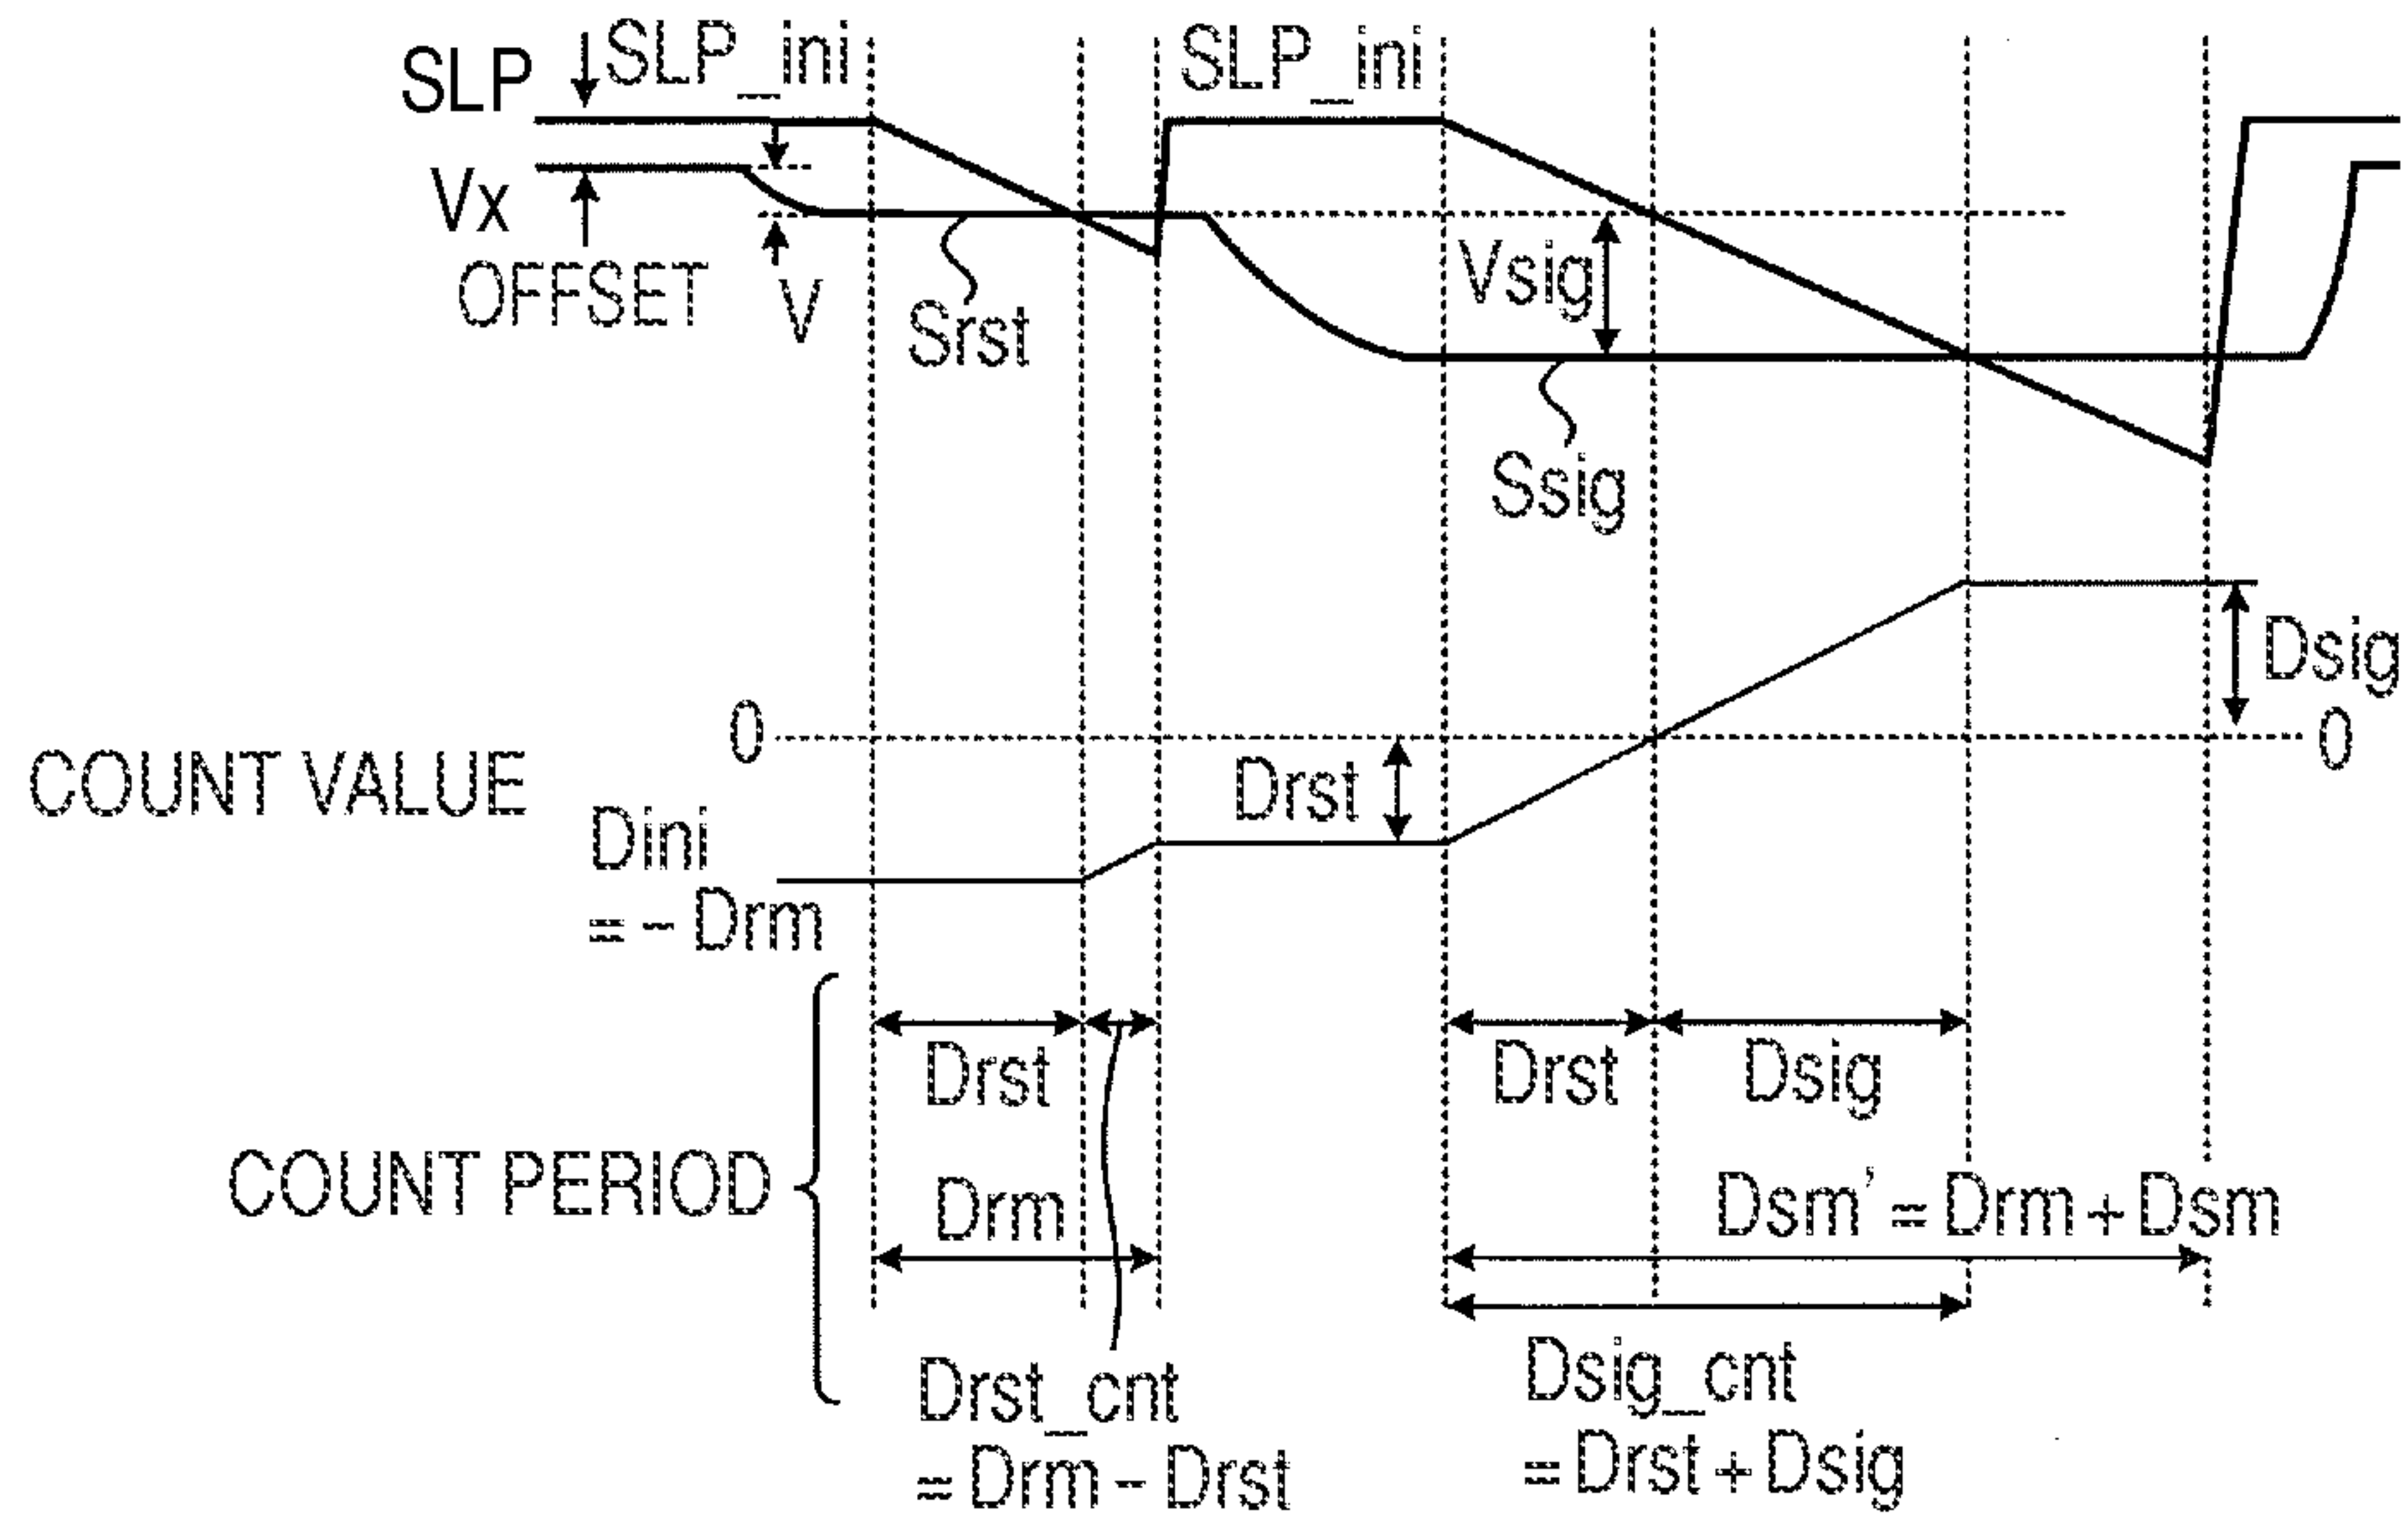 SLP
SLP_ini
SLP_ini
Vx
OFFSET
V
Srst
Vsig
Ssig
Dsig
0
0
COUNT VALUE
Drst
Dini
= - Drm
Drst
Drst
Dsig
COUNT PERIOD
Drm
Dsm' = Drm + Dsm
Drst_cnt
= Drm - Drst
Dsig_cnt
= Drst + Dsig